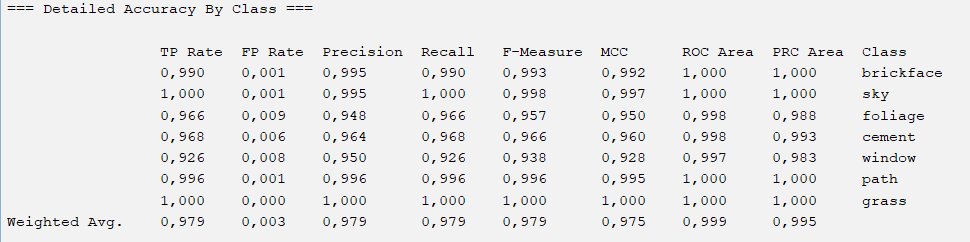 === Detailed Accuracy By Class ===
TP Rate FP Rate Precision Recall F-Measure MCC ROC Area PRC Area Class
0,990 0,001 0,995 0,990 0,993 0,992 1,000 1,000 brickface
1,000 0,001 0,995 1,000 0,998 0,997 1,000 1,000 sky
0,966 0,009 0,948 0,966 0,957 0,950 0,998 0,988 foliage
0,968 0,006 0,964 0,968 0,966 0,960 0,998 0,993 cement
0,926 0,008 0,950 0,926 0,938 0,928 0,997 0,983 window
0,996 0,001 0,996 0,996 0,996 0,995 1,000 1,000 path
1,000 0,000 1,000 1,000 1,000 1,000 1,000 1,000 grass
Weighted Avg. 0,979 0,003 0,979 0,979 0,979 0,975 0,999 0,995